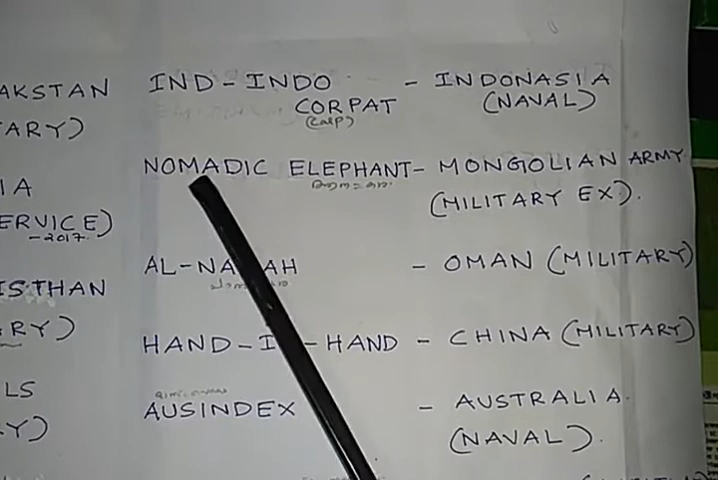 AKSTAN IND-INDO - INDONASIA
TARY) CORPAT (NAVAL)
(CORP)
IA NOMADIC ELEPHANT- MONGOLIAN ARMY
ERVICE) (MILITARY EX).
-2017.
AL-NA AH - OMAN (MILITARY)
ISTHAN
RY) HAND-I -HAND - CHINA (MILITARY)
LS
AUSINDEX - AUSTRALIA.
Y) (NAVAL).